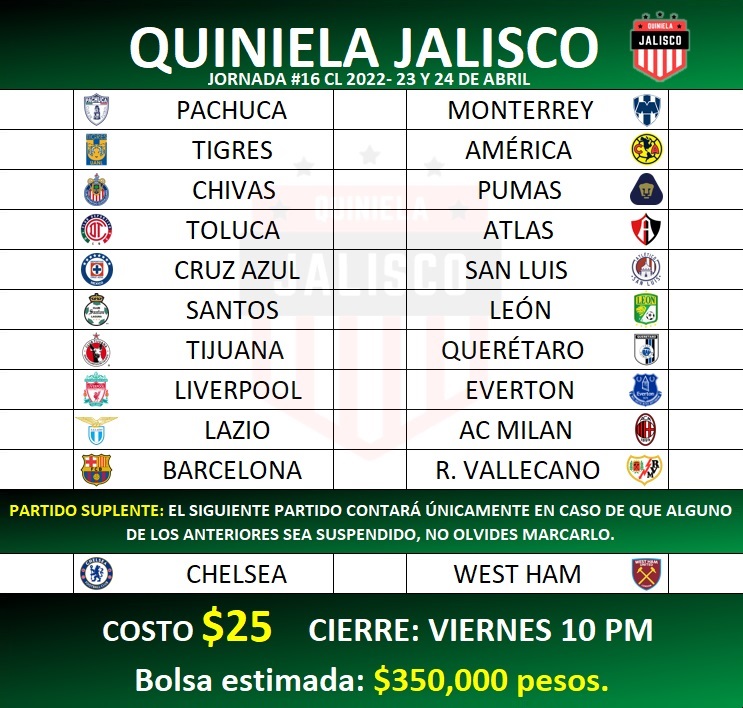 QUINIELA JALISCO
QUINIELA
JALISCO
JORNADA #16 CL 2022- 23 Y 24 DE ABRIL
PACHUCA MONTERREY
TIGRES AMÉRICA
CHIVAS PUMAS
QUINIELA
TOLUCA ATLAS
CRUZ AZUL SAN LUIS
JALISCO
SANTOS LEÓN
TIJUANA QUERÉTARO
LIVERPOOL EVERTON
LAZIO AC MILAN
BARCELONA R. VALLECANO
PARTIDO SUPLENTE: EL SIGUIENTE PARTIDO CONTARÁ ÚNICAMENTE EN CASO DE QUE ALGUNO
DE LOS ANTERIORES SEA SUSPENDIDO, NO OLVIDES MARCARLO.
CHELSEA WEST HAM
COSTO $25 CIERRE: VIERNES 10 PM
Bolsa estimada: $350,000 pesos.